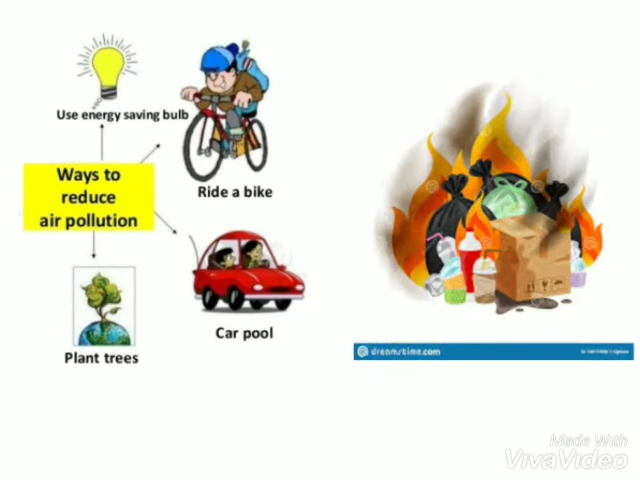 Use energy saving bulb
Ways to
reduce
air pollution
Ride a bike
Car pool
Plant trees
dreamstime.com
Made With
VivaVideo